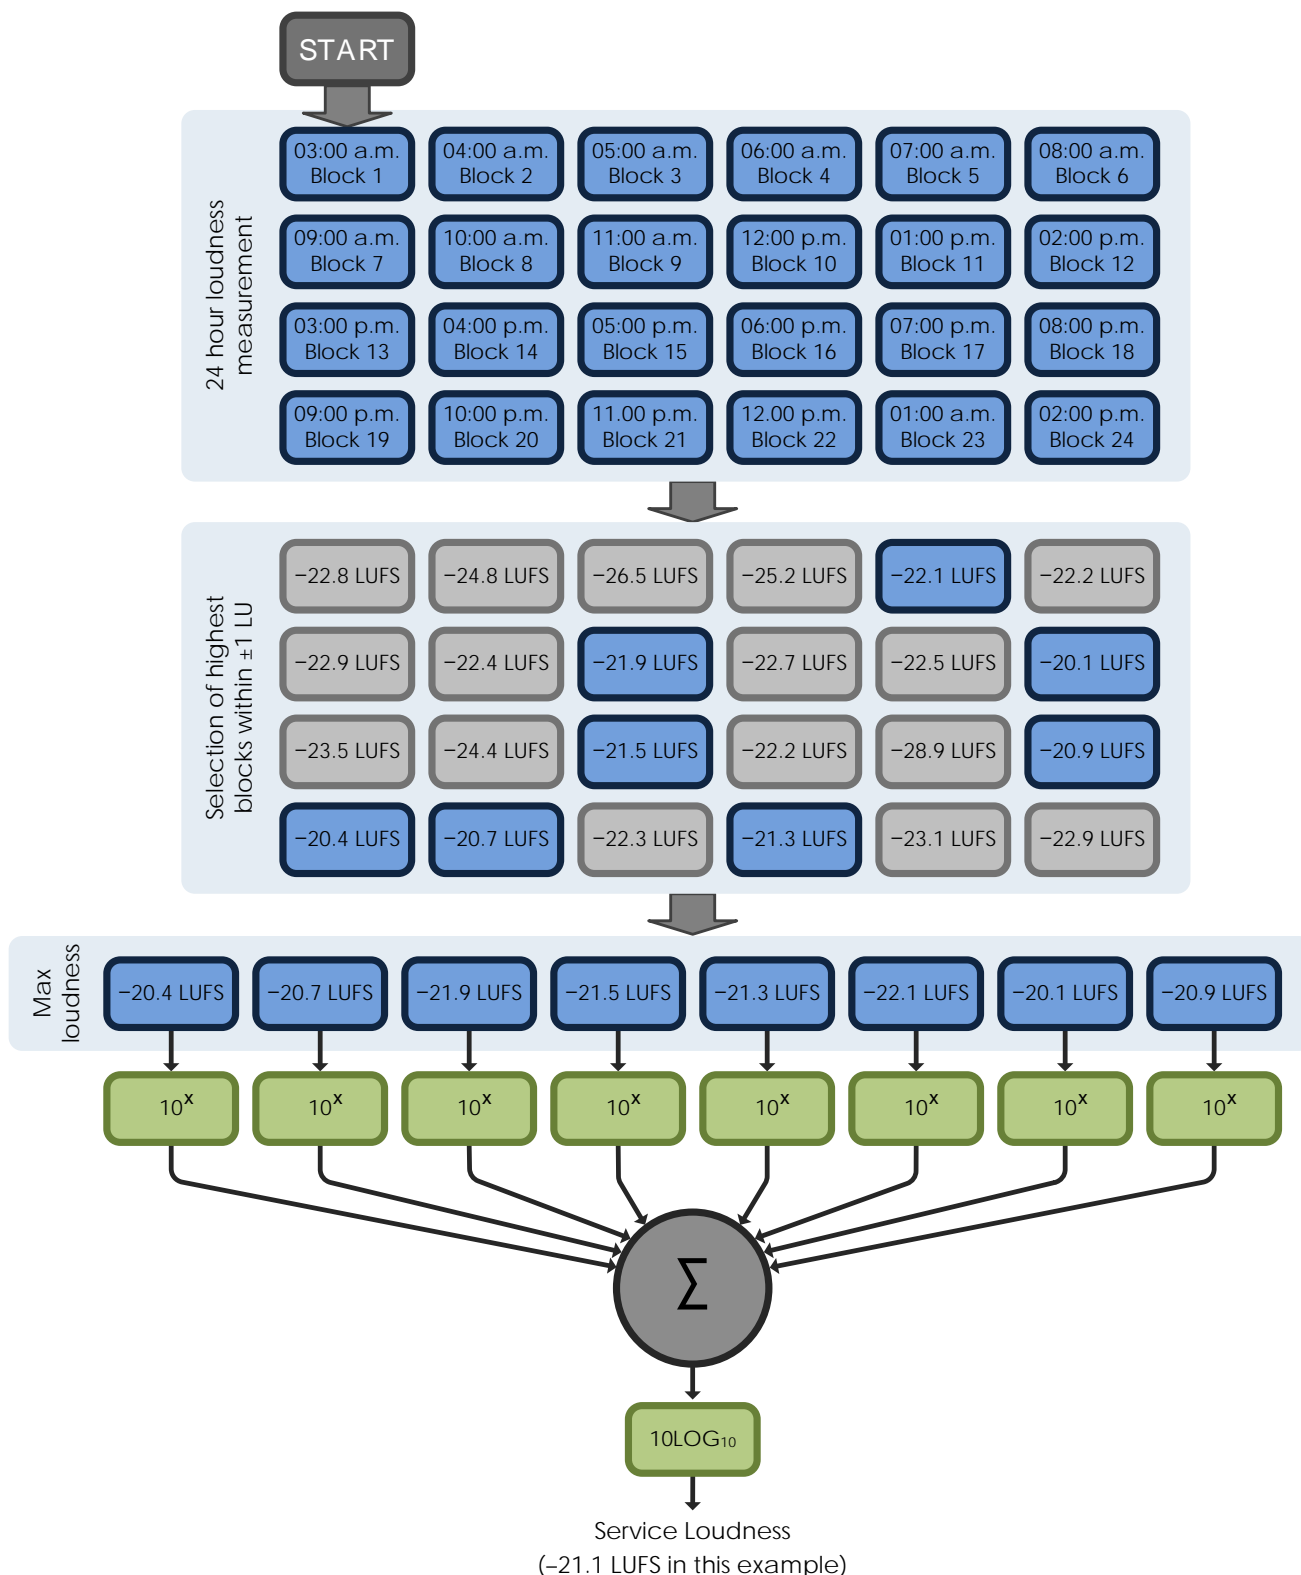 START
24 hour loudness
measurement
03:00 a.m.
Block 1
04:00 a.m.
Block 2
05:00 a.m.
Block 3
06:00 a.m.
Block 4
07:00 a.m.
Block 5
08:00 a.m.
Block 6
09:00 a.m.
Block 7
10:00 a.m.
Block 8
11:00 a.m.
Block 9
12:00 p.m.
Block 10
01:00 p.m.
Block 11
02:00 p.m.
Block 12
03:00 p.m.
Block 13
04:00 p.m.
Block 14
05:00 p.m.
Block 15
06:00 p.m.
Block 16
07:00 p.m.
Block 17
08:00 p.m.
Block 18
09:00 p.m.
Block 19
10:00 p.m.
Block 20
11.00 p.m.
Block 21
12.00 p.m.
Block 22
01:00 a.m.
Block 23
02:00 p.m.
Block 24
Selection of highest
blocks within ±1 LU
−22.8 LUFS
−24.8 LUFS
−26.5 LUFS
−25.2 LUFS
−22.1 LUFS
−22.2 LUFS
−22.9 LUFS
−22.4 LUFS
−21.9 LUFS
−22.7 LUFS
−22.5 LUFS
−20.1 LUFS
−23.5 LUFS
−24.4 LUFS
−21.5 LUFS
−22.2 LUFS
−28.9 LUFS
−20.9 LUFS
−20.4 LUFS
−20.7 LUFS
−22.3 LUFS
−21.3 LUFS
−23.1 LUFS
−22.9 LUFS
Max
loudness
−20.4 LUFS
−20.7 LUFS
−21.9 LUFS
−21.5 LUFS
−21.3 LUFS
−22.1 LUFS
−20.1 LUFS
−20.9 LUFS
10ˣ
10ˣ
10ˣ
10ˣ
10ˣ
10ˣ
10ˣ
10ˣ
Σ
10LOG₁₀
Service Loudness
(−21.1 LUFS in this example)